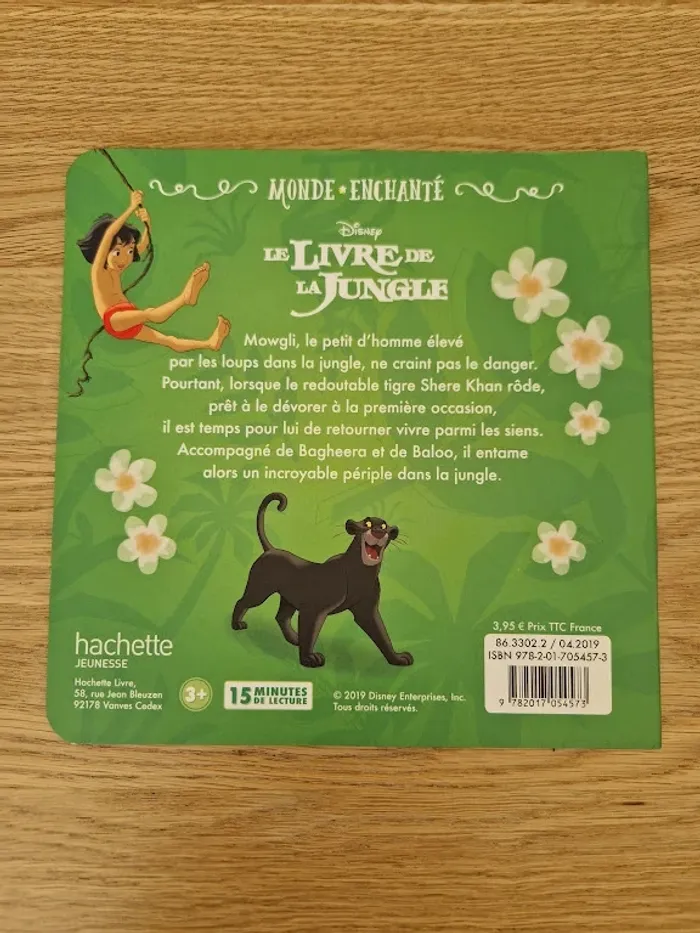 MONDE ENCHANTÉ
Disney
LE LIVRE DE
LA JUNGLE
Mowgli, le petit d'homme élevé
par les loups dans la jungle, ne craint pas le danger.
Pourtant, lorsque le redoutable tigre Shere Khan rôde,
prêt à le dévorer à la première occasion,
il est temps pour lui de retourner vivre parmi les siens.
Accompagné de Bagheera et de Baloo, il entame
alors un incroyable périple dans la jungle.
3,95 € Prix TTC France
86.3302.2 / 04.2019
ISBN 978-2-01-705457-3
9 782017 054573
hachette
JEUNESSE
Hachette Livre,
58, rue Jean Bleuzen
92178 Vanves Cedex
3+
15 MINUTES
DE LECTURE
© 2019 Disney Enterprises, Inc.
Tous droits réservés.